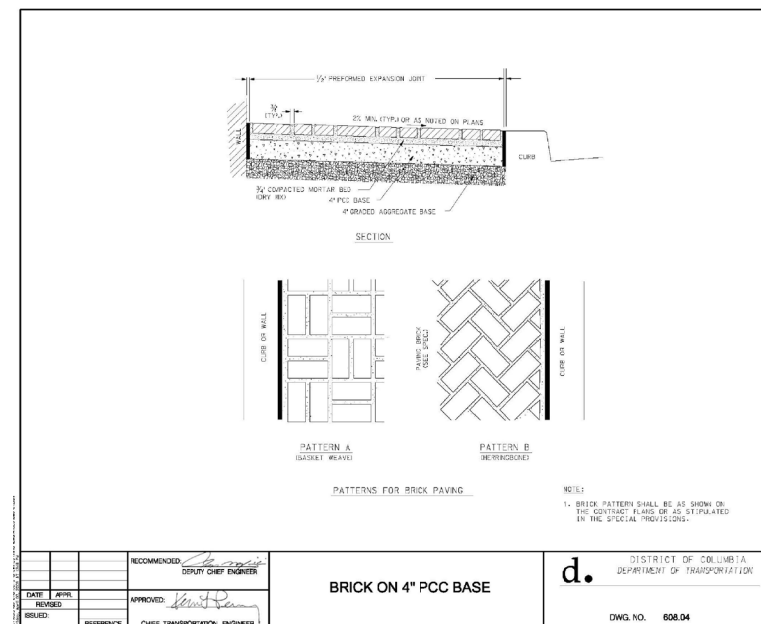 ½" PREFORMED EXPANSION JOINT
⅜"
(TYP.)
2% MIN. (TYP.) OR AS NOTED ON PLANS
WALL
CURB
¾" COMPACTED MORTAR BED
(DRY MIX)
4" PCC BASE
4" GRADED AGGREGATE BASE
SECTION
CURB OR WALL
PAVING BRICK
(SEE SPEC.)
CURB OR WALL
PATTERN A
(BASKET WEAVE)
PATTERN B
(HERRINGBONE)
PATTERNS FOR BRICK PAVING
NOTE:
1. BRICK PATTERN SHALL BE AS SHOWN ON
THE CONTRACT PLANS OR AS STIPULATED
IN THE SPECIAL PROVISIONS.
RECOMMENDED:
DEPUTY CHIEF ENGINEER
DATE APPR.
REVISED
ISSUED:
REFERENCE
APPROVED:
CHIEF TRANSPORTATION ENGINEER
BRICK ON 4" PCC BASE
d.
DISTRICT OF COLUMBIA
DEPARTMENT OF TRANSPORTATION
DWG. NO. 608.04